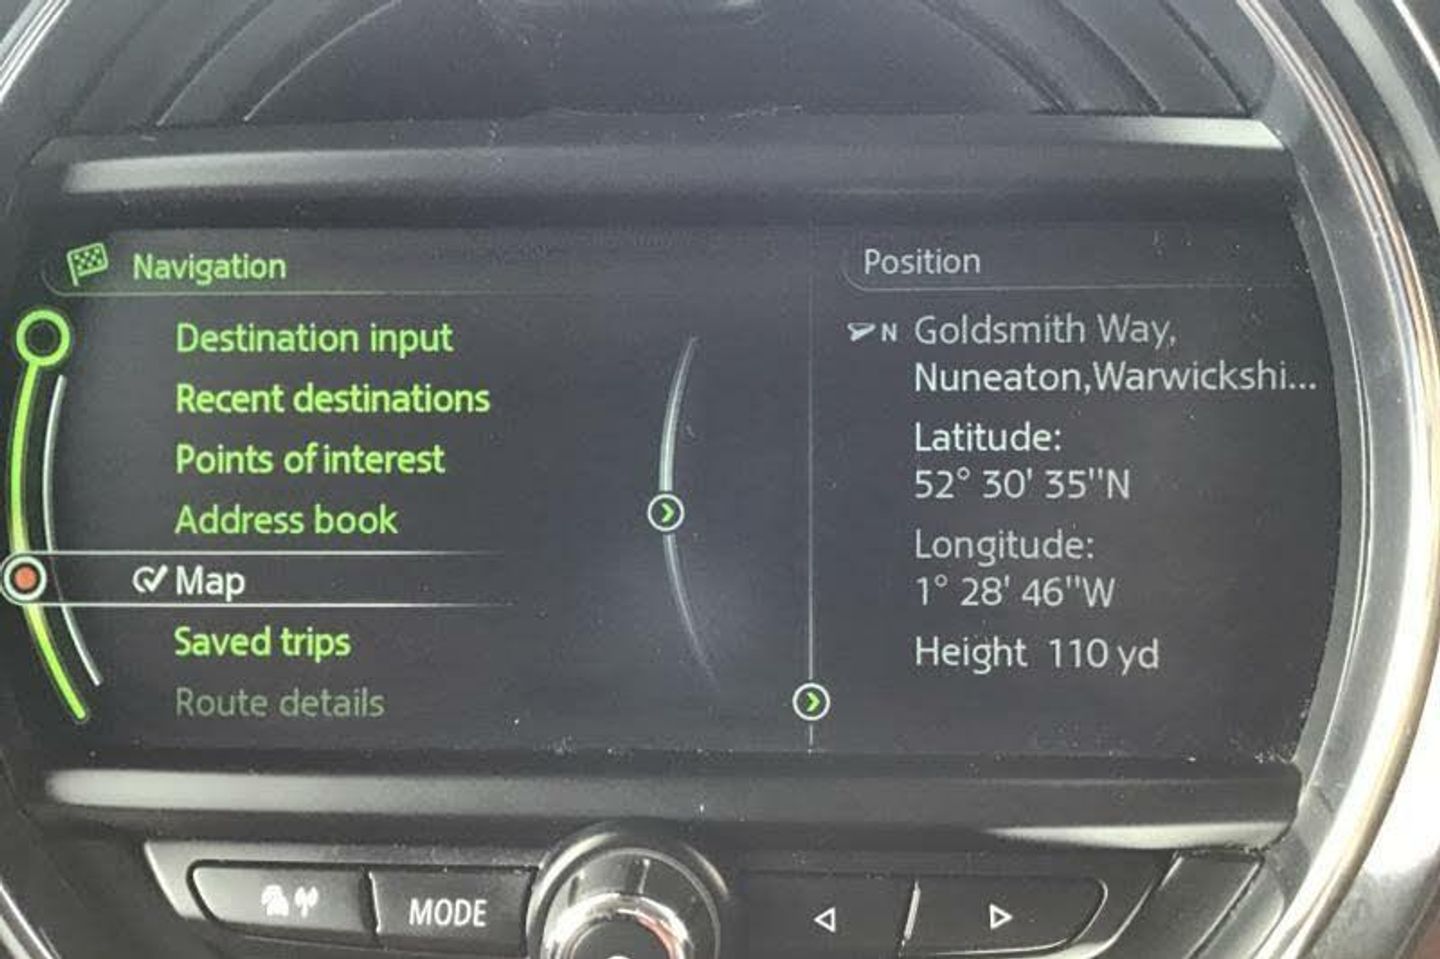 Navigation
Destination input
Recent destinations
Points of interest
Address book
Map
Saved trips
Route details
Position
N Goldsmith Way,
Nuneaton,Warwickshi...
Latitude:
52° 30' 35"N
Longitude:
1° 28' 46"W
Height 110 yd
MODE